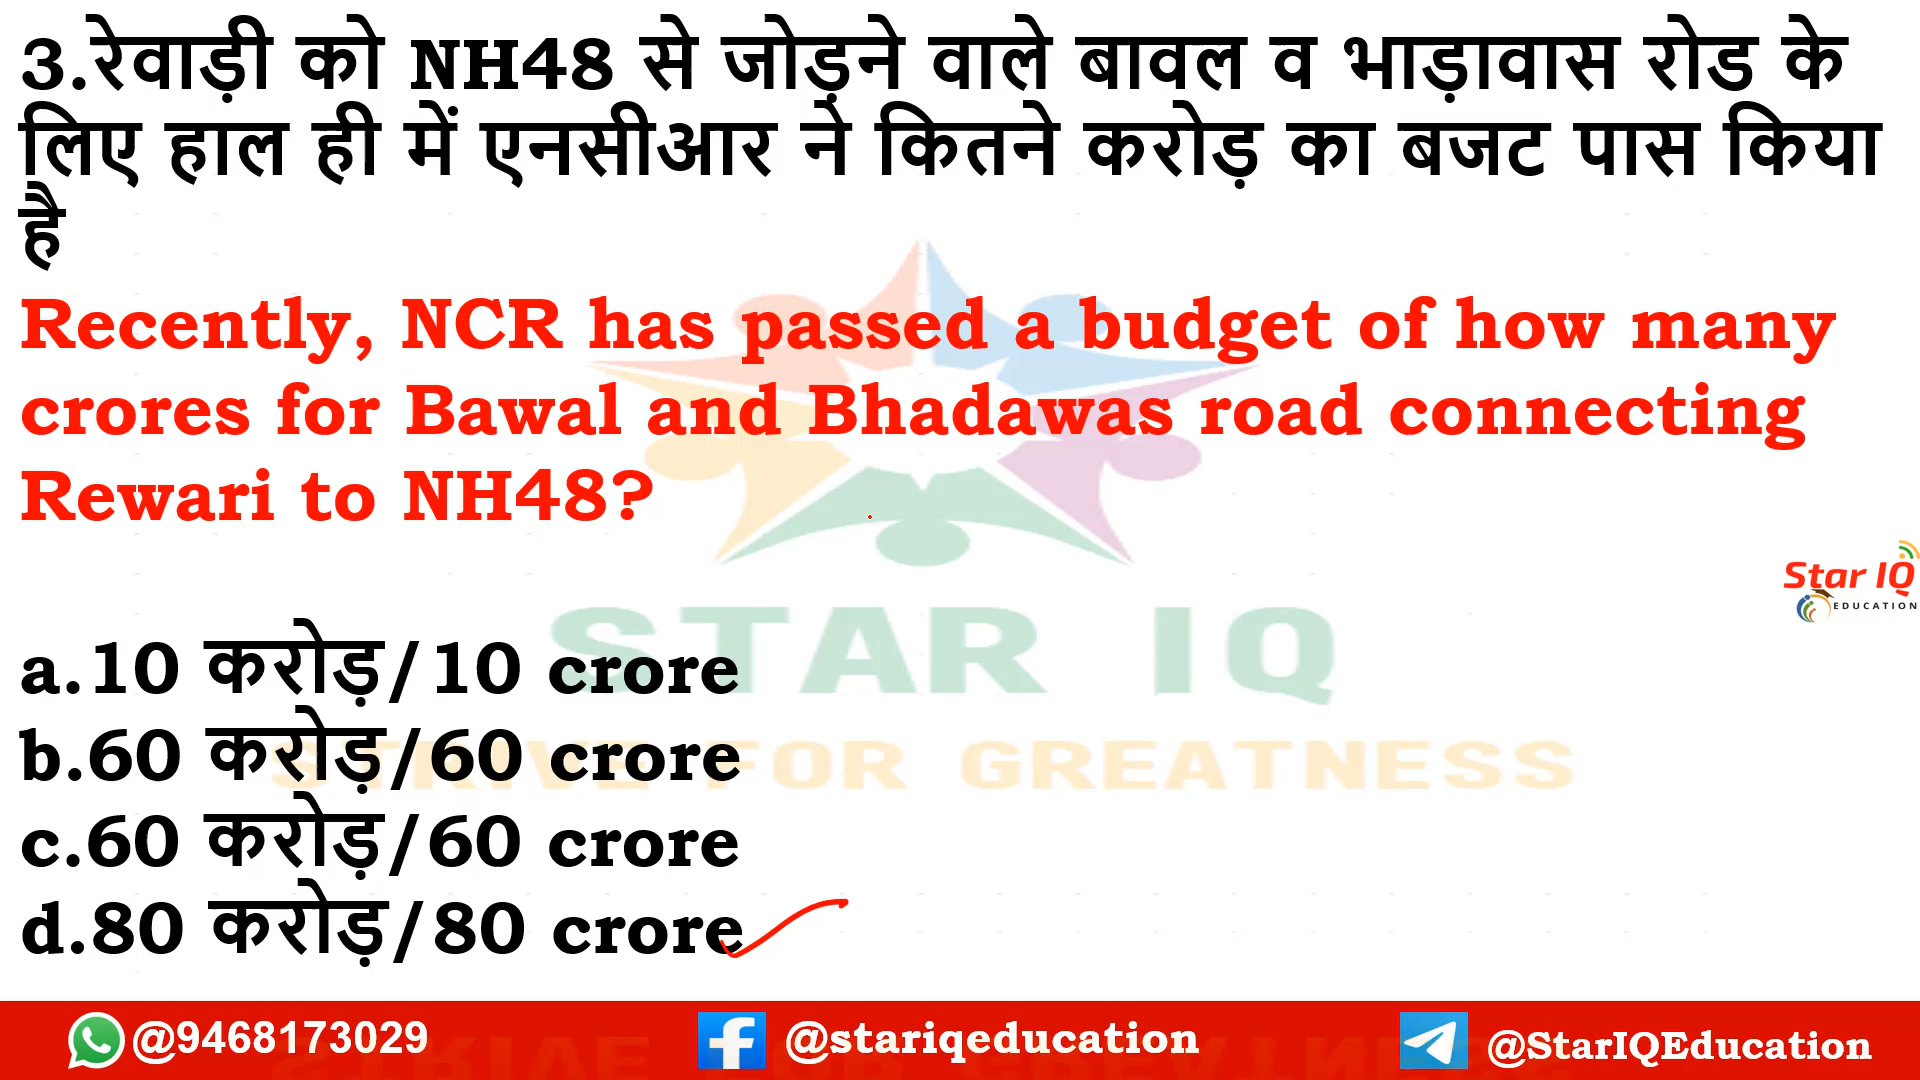 3.रेवाड़ी को NH48 से जोड़ने वाले बावल व भाड़ावास रोड के
लिए हाल ही में एनसीआर ने कितने करोड़ का बजट पास किया
है
Recently, NCR has passed a budget of how many
crores for Bawal and Bhadawas road connecting
Rewari to NH48?
Star IQ
EDUCATION
STAR IQ
a.10 करोड़/10 crore
b.60 करोड़/60 crore
STRIVE FOR GREATNESS
c.60 करोड़/60 crore
d.80 करोड़/80 crore
@9468173029
@stariqeducation
@StarIQEducation